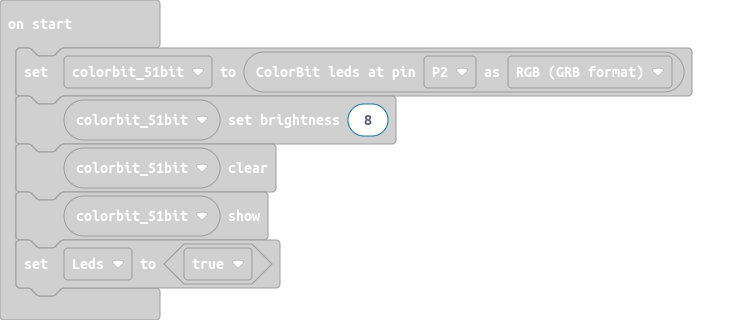 on start
set colorbit_51bit to ColorBit leds at pin P2 as RGB (GRB format)
colorbit_51bit set brightness 8
colorbit_51bit clear
colorbit_51bit show
set Leds to true